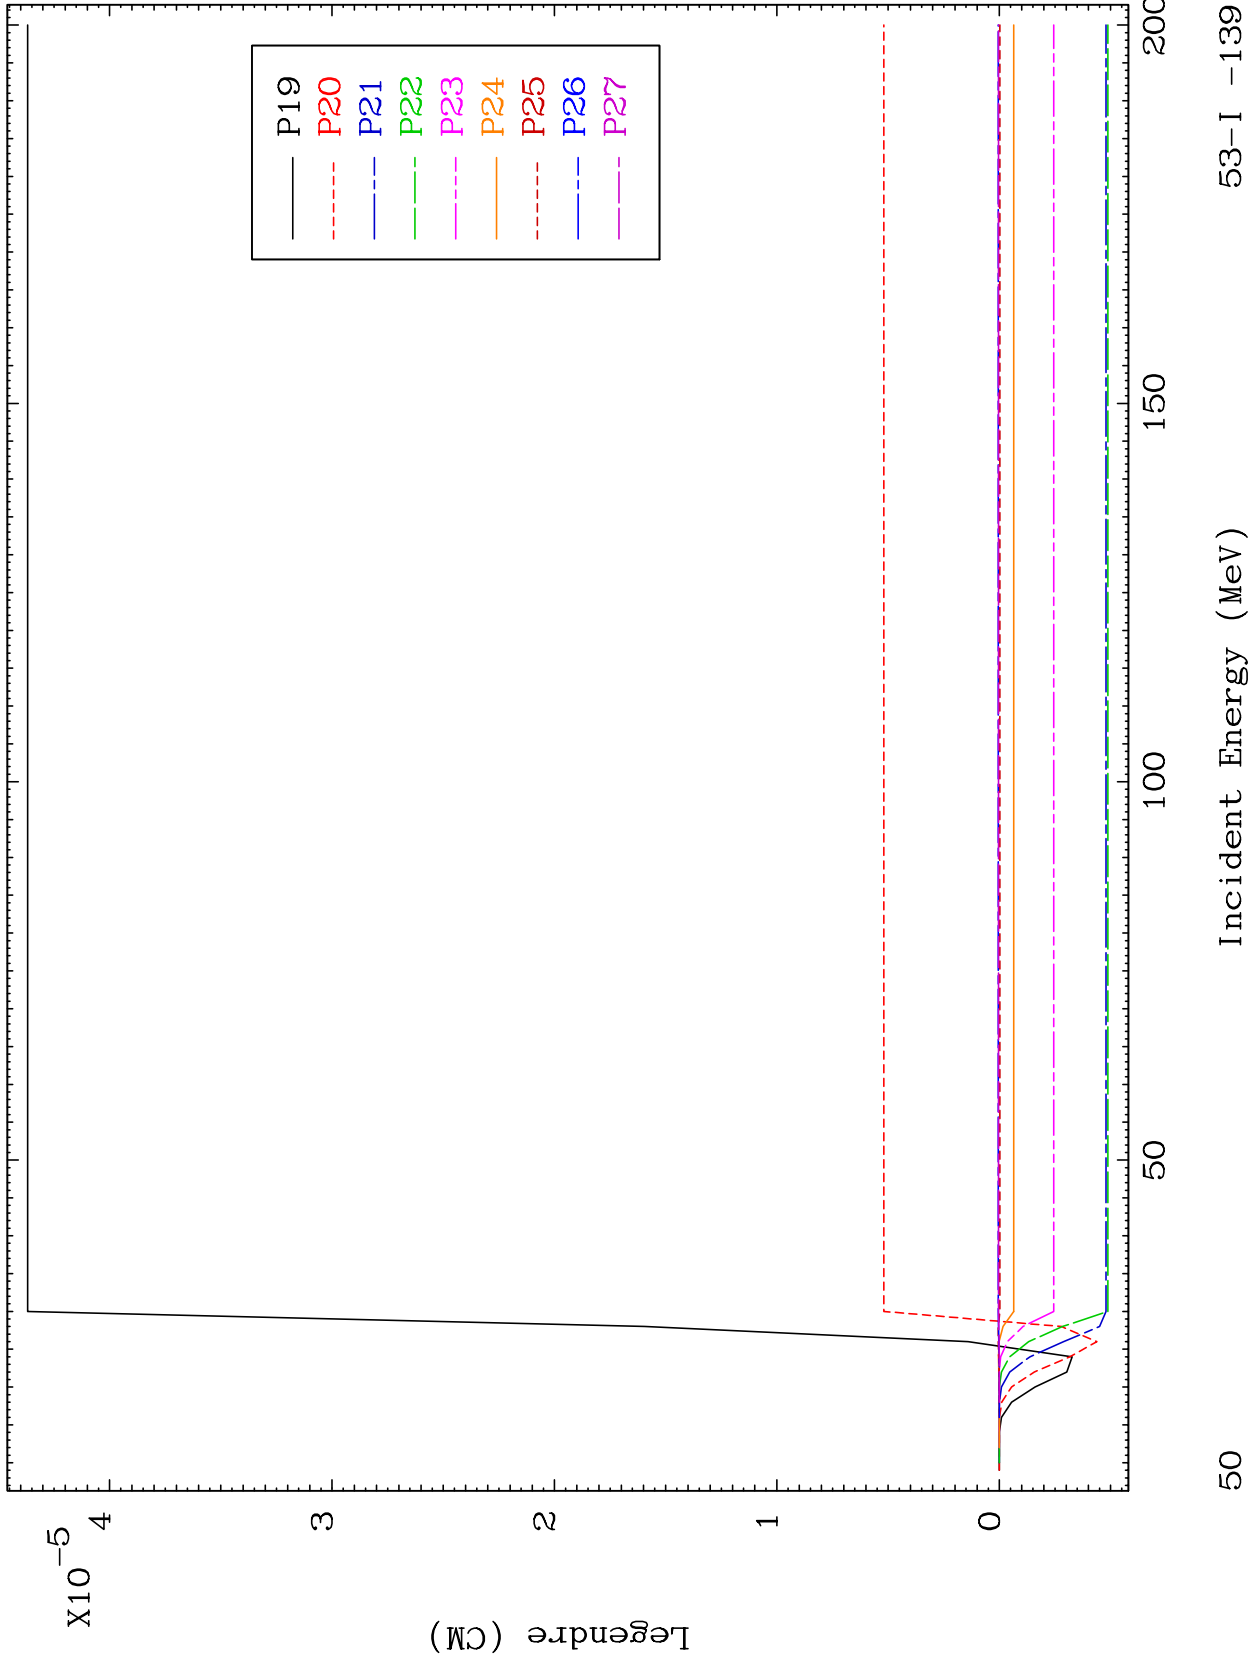 X10-5
4
3
2
1
0
Legendre (CM)
P19
P20
P21
P22
P23
P24
P25
P26
P27
50
100
150
200
Incident Energy (MeV)
50
53-I -139